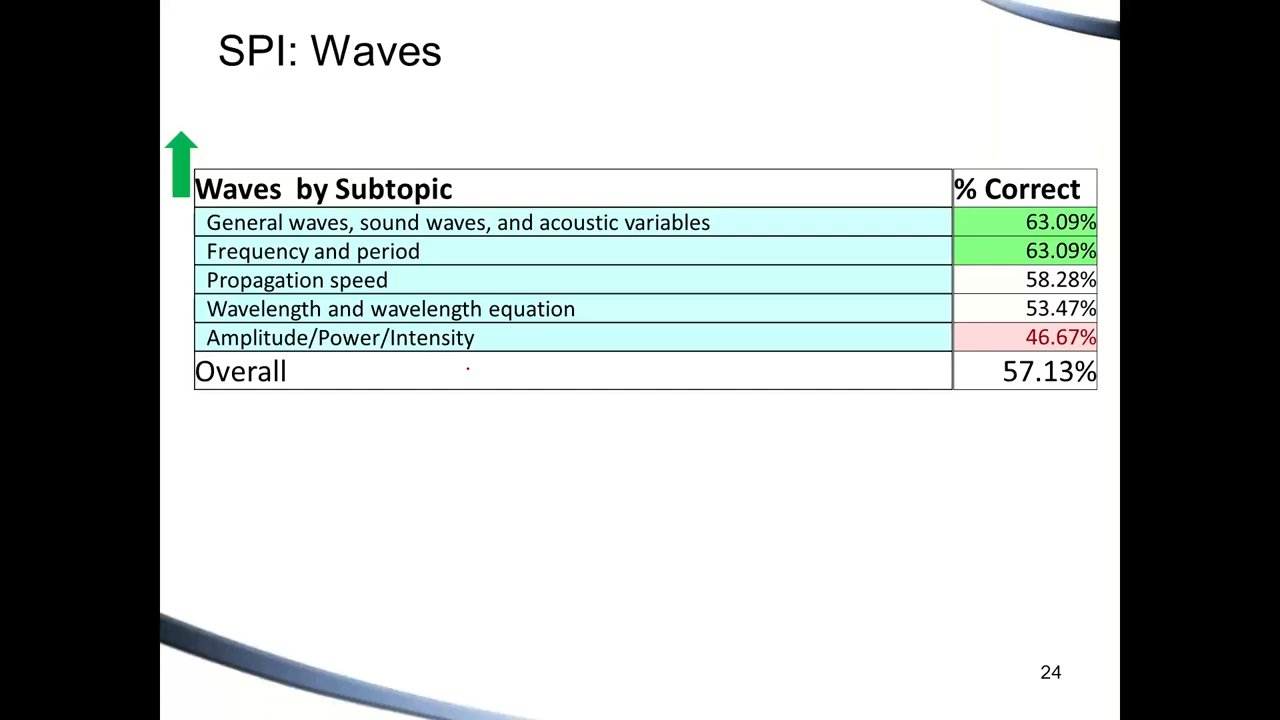 SPI: Waves
Waves by Subtopic % Correct
General waves, sound waves, and acoustic variables 63.09%
Frequency and period 63.09%
Propagation speed 58.28%
Wavelength and wavelength equation 53.47%
Amplitude/Power/Intensity 46.67%
Overall 57.13%
24